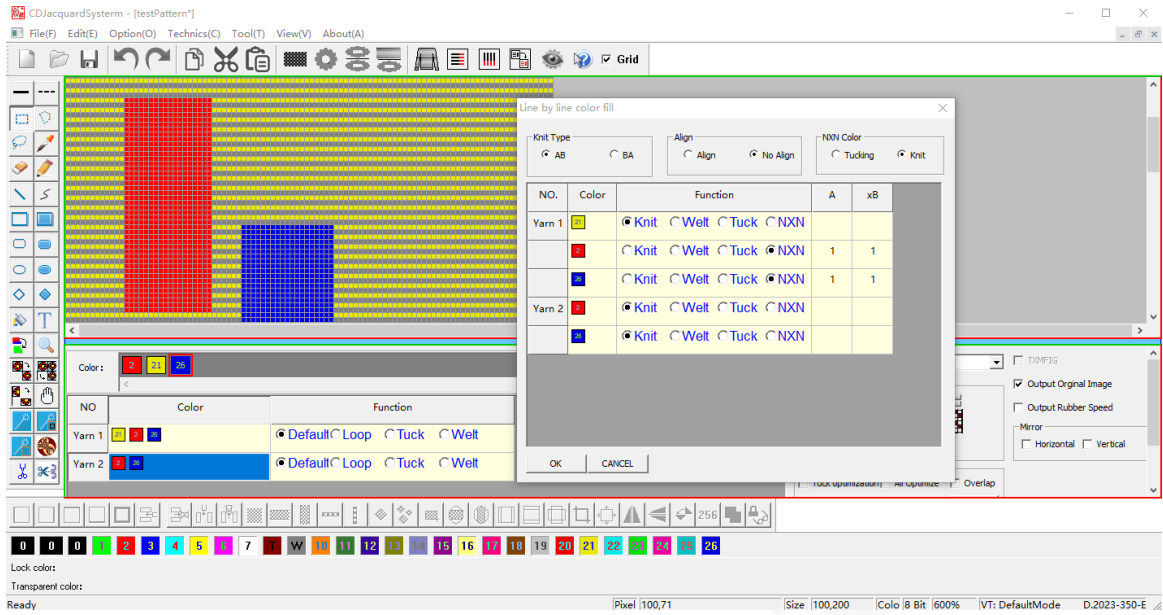 CDJacquardSysterm - [testPattern*]
File(F) Edit(E) Option(O) Technics(C) Tool(T) View(V) About(A)
Grid
Line by line color fill
Knit Type Align NXN Color
AB BA Align No Align Tucking Knit
NO. Color Function A xB
Yarn 1 21 Knit Welt Tuck NXN
2 Knit Welt Tuck NXN 1 1
26 Knit Welt Tuck NXN 1 1
Yarn 2 2 Knit Welt Tuck NXN
26 Knit Welt Tuck NXN
OK CANCEL
Color: 2 21 26
NO Color Function
Yarn 1 21 2 26 Default Loop Tuck Welt
Yarn 2 2 26 Default Loop Tuck Welt
TXMFIG
Output Orginal Image
Output Rubber Speed
Mirror
Horizontal Vertical
Tuck optimization All Optimize Overlap
256
0 0 0 1 2 3 4 5 6 7 T W 10 11 12 13 14 15 16 17 18 19 20 21 22 23 24 25 26
Lock color:
Transparent color:
Ready Pixel 100,71 Size 100,200 Colo 8 Bit 600% VT: DefaultMode D.2023-350-E